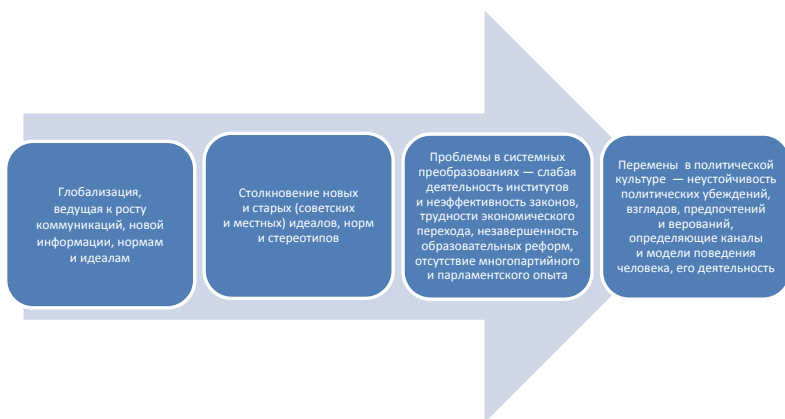 Глобализация,
ведущая к росту
коммуникаций, новой
информации, нормам
и идеалам
Столкновение новых
и старых (советских
и местных) идеалов, норм
и стереотипов
Проблемы в системных
преобразованиях — слабая
деятельность институтов
и неэффективность законов,
трудности экономического
перехода, незавершенность
образовательных реформ,
отсутствие многопартийного
и парламентского опыта
Перемены в политической
культуре — неустойчивость
политических убеждений,
взглядов, предпочтений
и верований,
определяющие каналы
и модели поведения
человека, его деятельность